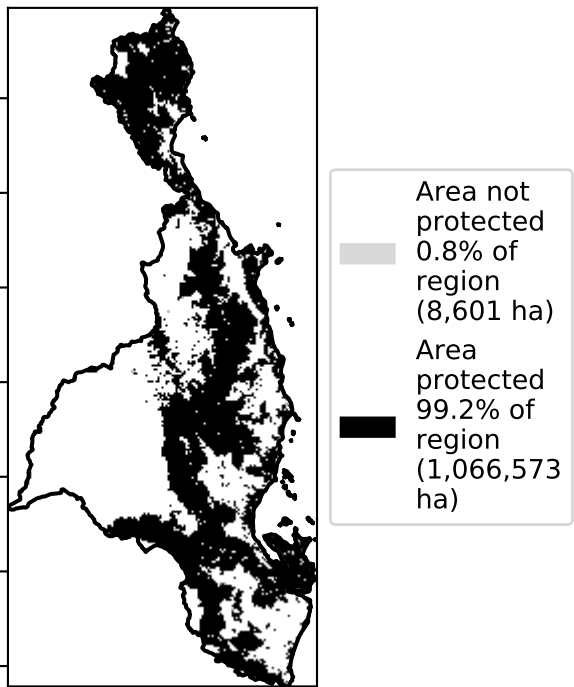 Area not
protected
0.8% of
region
(8,601 ha)
Area
protected
99.2% of
region
(1,066,573
ha)